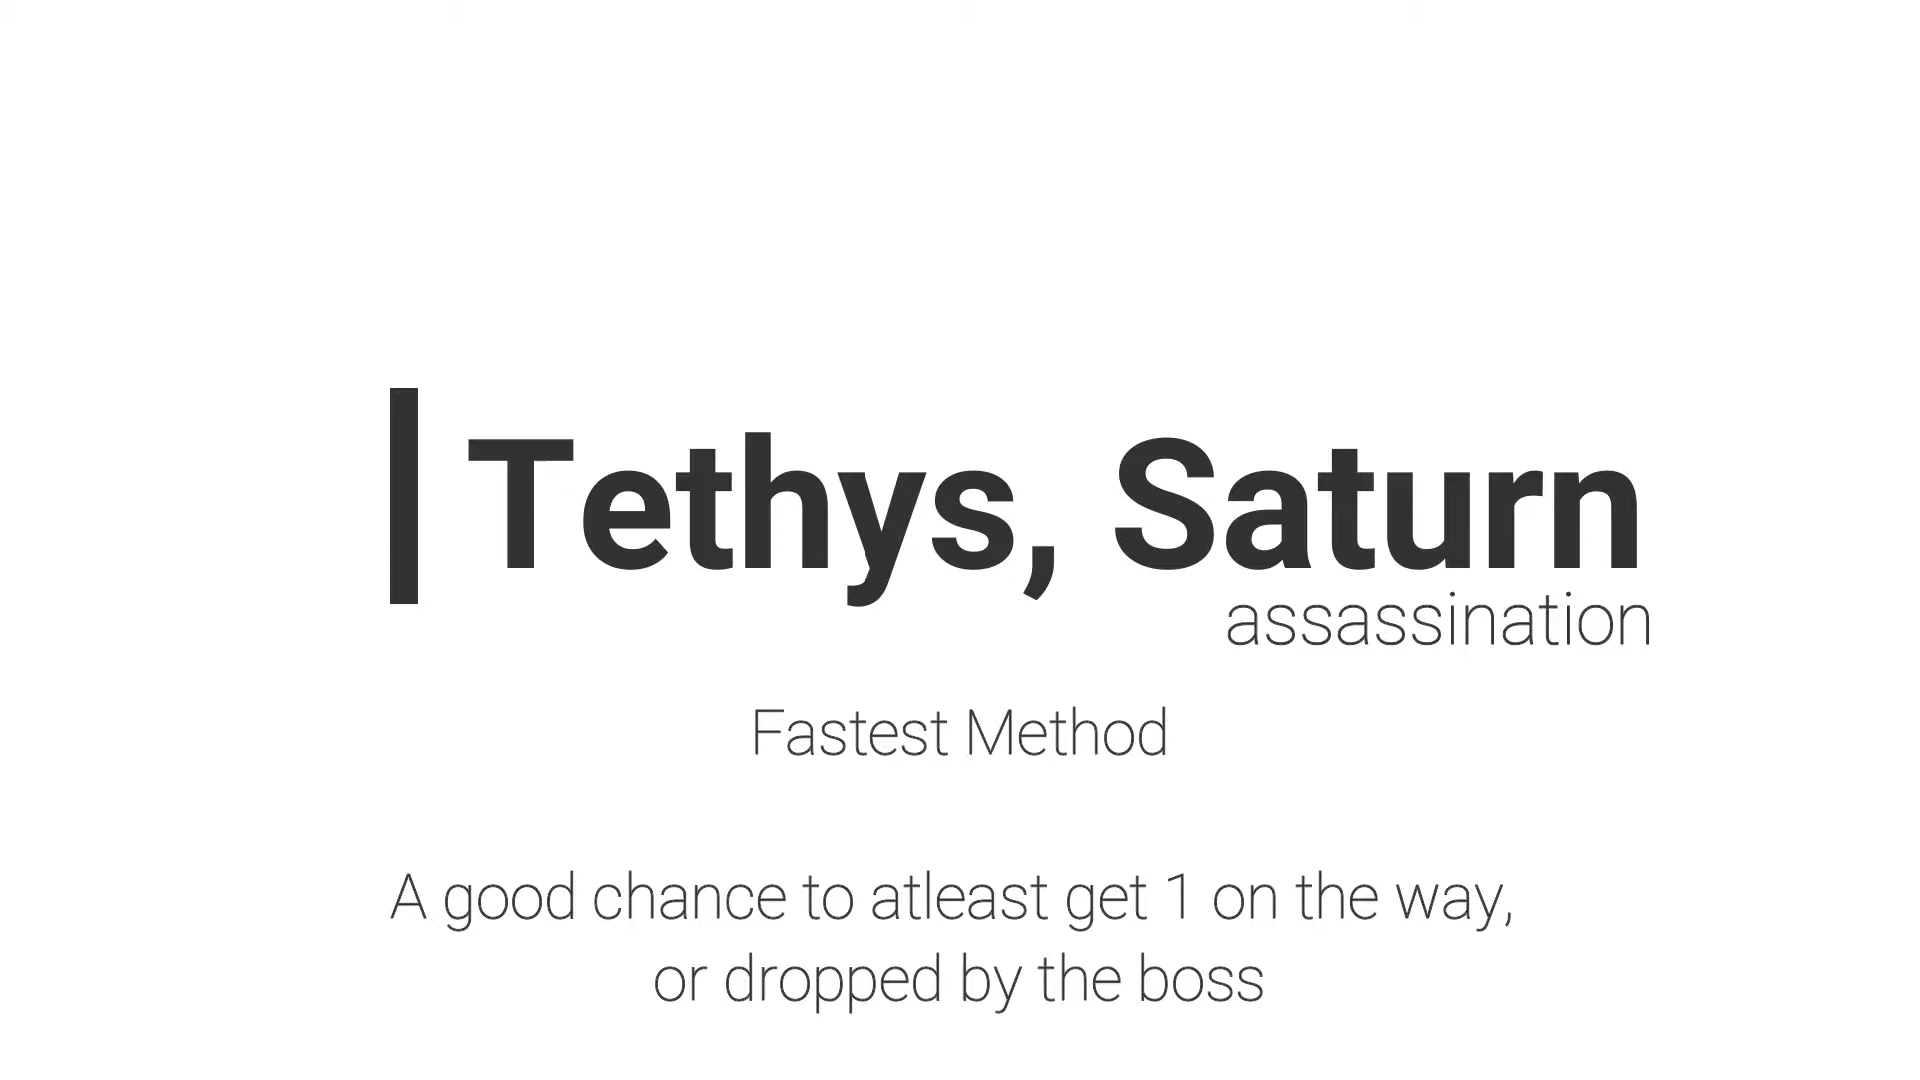 Tethys, Saturn
assassination
Fastest Method
A good chance to atleast get 1 on the way,
or dropped by the boss